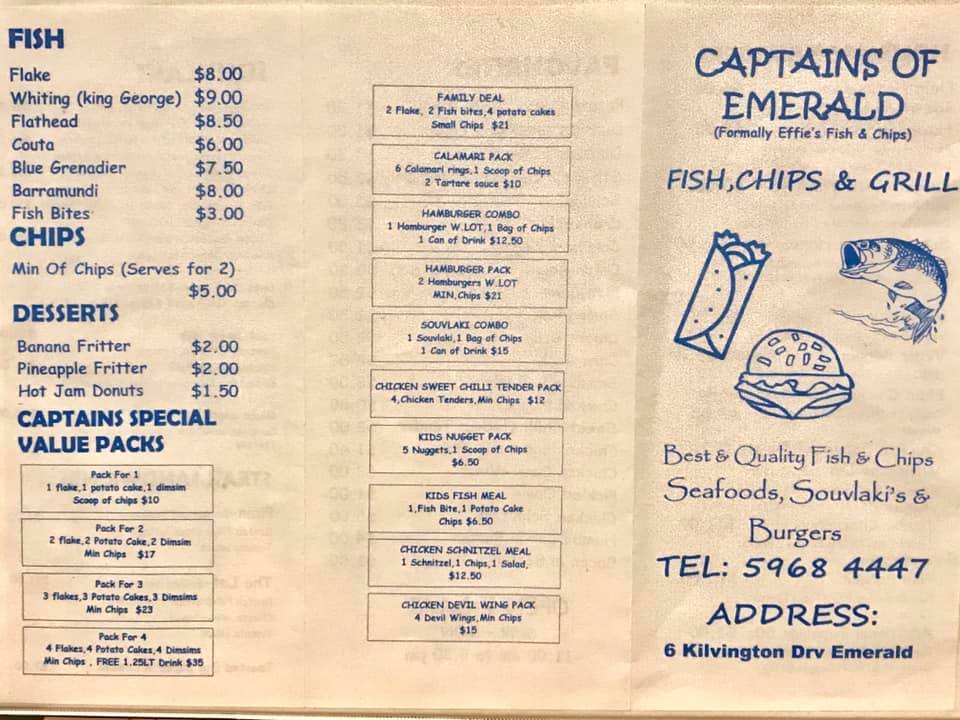 FISH
Flake $8.00
Whiting (king George) $9.00
Flathead $8.50
Couta $6.00
Blue Grenadier $7.50
Barramundi $8.00
Fish Bites $3.00
CHIPS
Min Of Chips (Serves for 2)
$5.00
DESSERTS
Banana Fritter $2.00
Pineapple Fritter $2.00
Hot Jam Donuts $1.50
CAPTAINS SPECIAL
VALUE PACKS
Pack For 1
1 flake,1 potato cake,1 dimsim
Scoop of chips $10
Pack For 2
2 flake,2 Potato Cake,2 Dimsim
Min Chips $17
Pack For 3
3 flakes,3 Potato Cakes,3 Dimsims
Min Chips $23
Pack For 4
4 Flakes,4 Potato Cakes,4 Dimsims
Min Chips , FREE 1.25LT Drink $35
FAMILY DEAL
2 Flake, 2 Fish bites,4 potato cakes
Small Chips $21
CALAMARI PACK
6 Calamari rings,1 Scoop of Chips
2 Tartare sauce $10
HAMBURGER COMBO
1 Hamburger W.LOT,1 Bag of Chips
1 Can of Drink $12.50
HAMBURGER PACK
2 Hamburgers W.LOT
MIN,Chips $21
SOUVLAKI COMBO
1 Souvlaki,1 Bag of Chips
1 Can of Drink $15
CHICKEN SWEET CHILLI TENDER PACK
4,Chicken Tenders,Min Chips $12
KIDS NUGGET PACK
5 Nuggets,1 Scoop of Chips
$6.50
KIDS FISH MEAL
1,Fish Bite,1 Potato Cake
Chips $6.50
CHICKEN SCHNITZEL MEAL
1 Schnitzel,1 Chips,1 Salad,
$12.50
CHICKEN DEVIL WING PACK
4 Devil Wings,Min Chips
$15
CAPTAINS OF
EMERALD
(Formally Effie's Fish & Chips)
FISH,CHIPS & GRILL
Best & Quality Fish & Chips
Seafoods, Souvlaki's &
Burgers
TEL: 5968 4447
ADDRESS:
6 Kilvington Drv Emerald